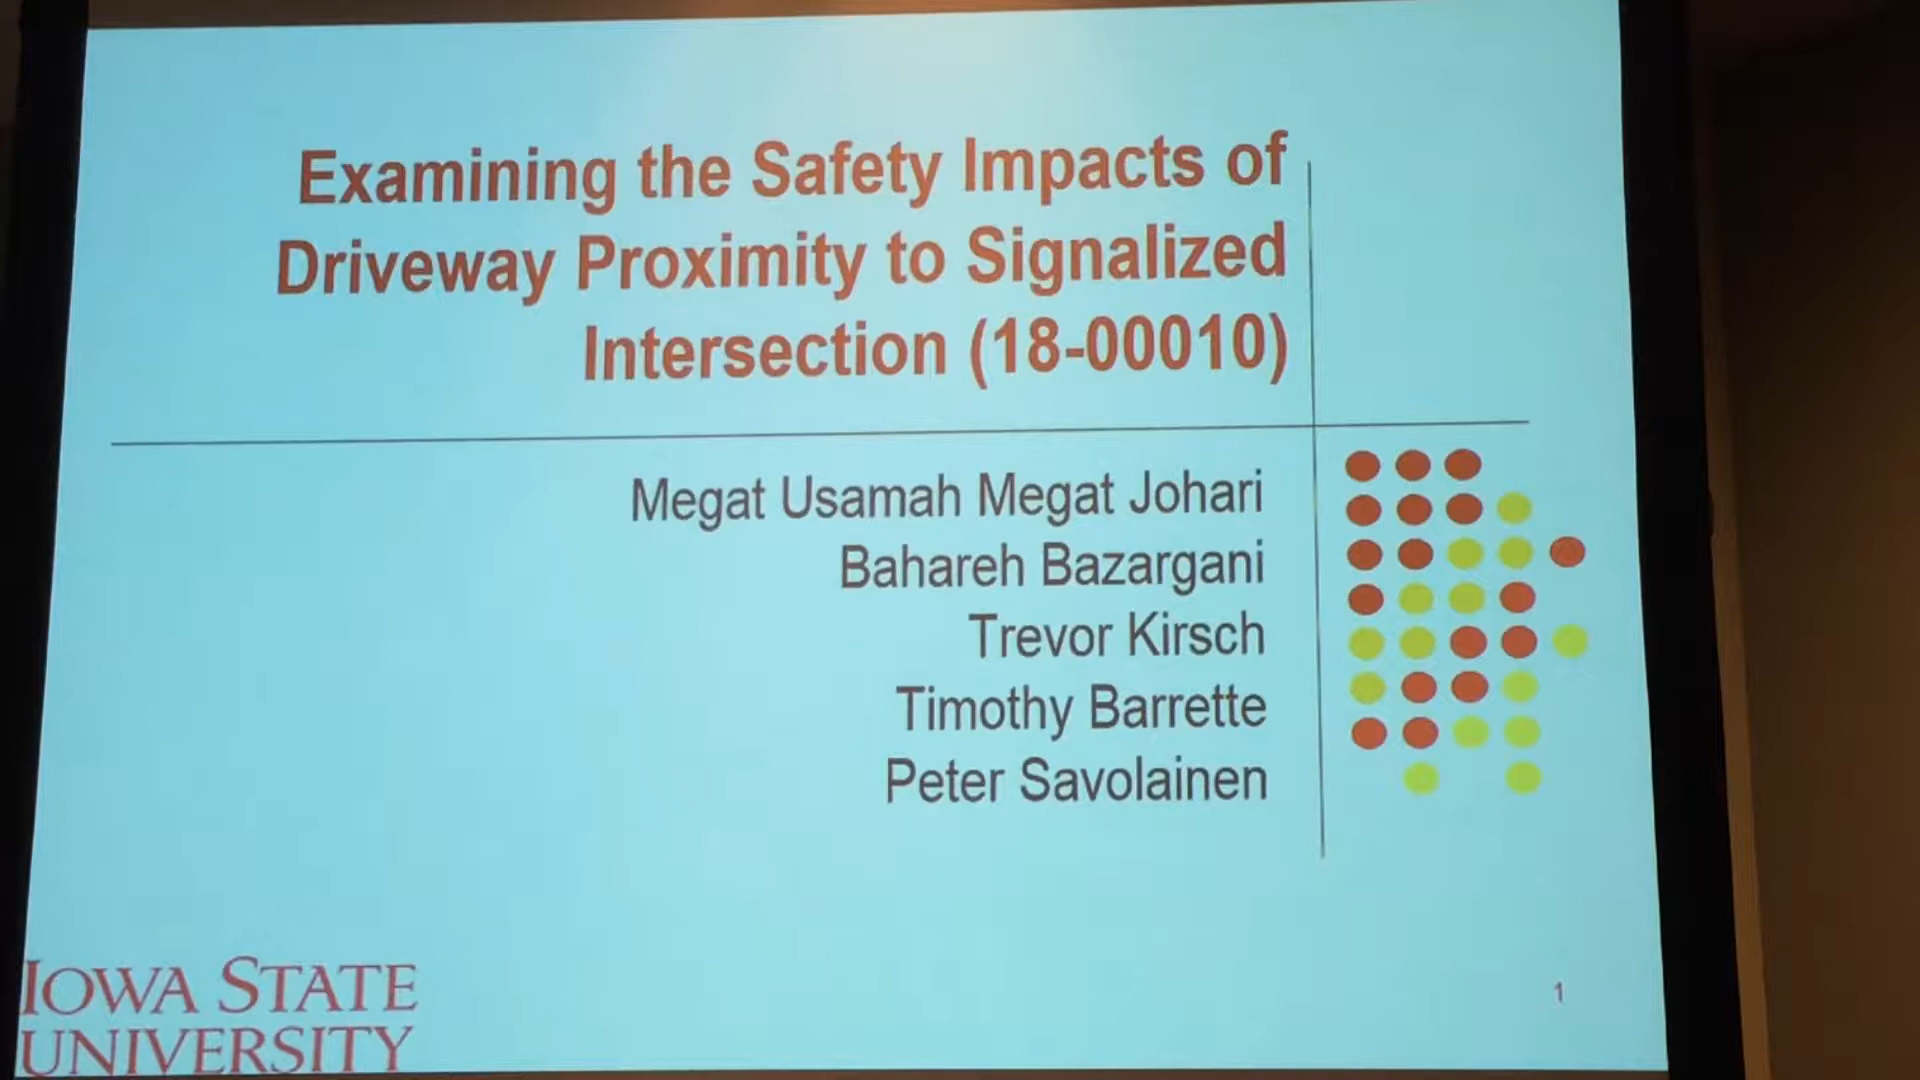 Examining the Safety Impacts of
Driveway Proximity to Signalized
Intersection (18-00010)
Megat Usamah Megat Johari
Bahareh Bazargani
Trevor Kirsch
Timothy Barrette
Peter Savolainen
IOWA STATE
UNIVERSITY
1